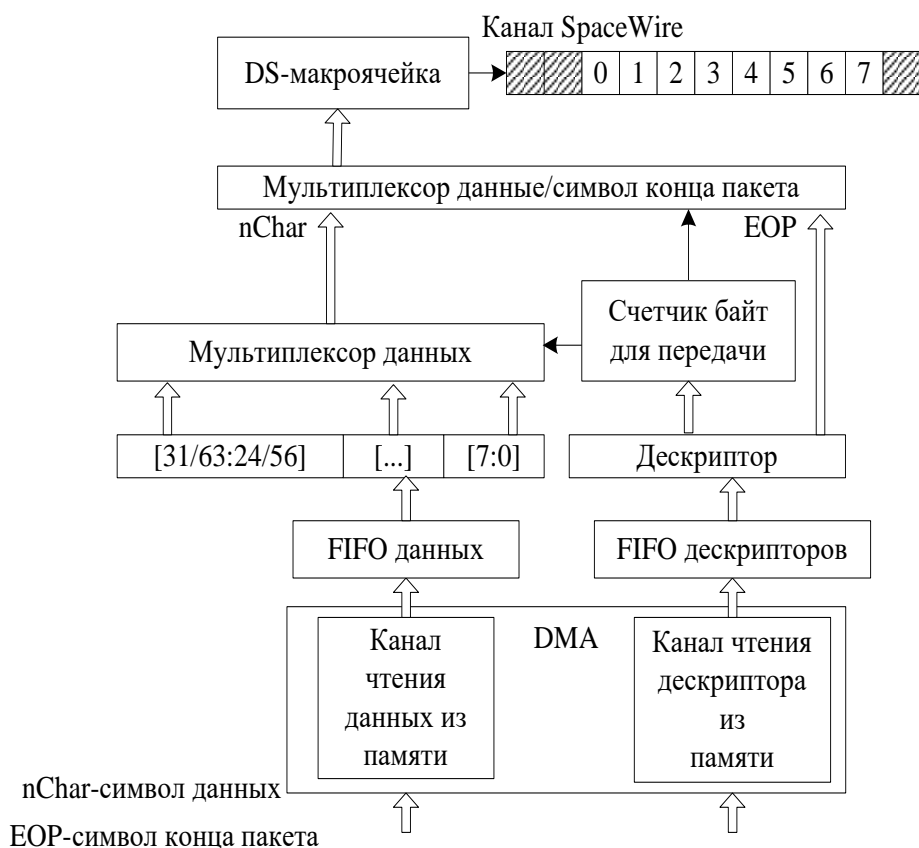 Канал SpaceWire
DS-макроячейка
0 1 2 3 4 5 6 7
Мультиплексор данные/символ конца пакета
nChar
EOP
Счетчик байт
для передачи
Мультиплексор данных
[31/63:24/56] [...] [7:0]
Дескриптор
FIFO данных
FIFO дескрипторов
DMA
Канал
чтения
данных из
памяти
Канал чтения
дескриптора
из
памяти
nChar-символ данных
EOP-символ конца пакета